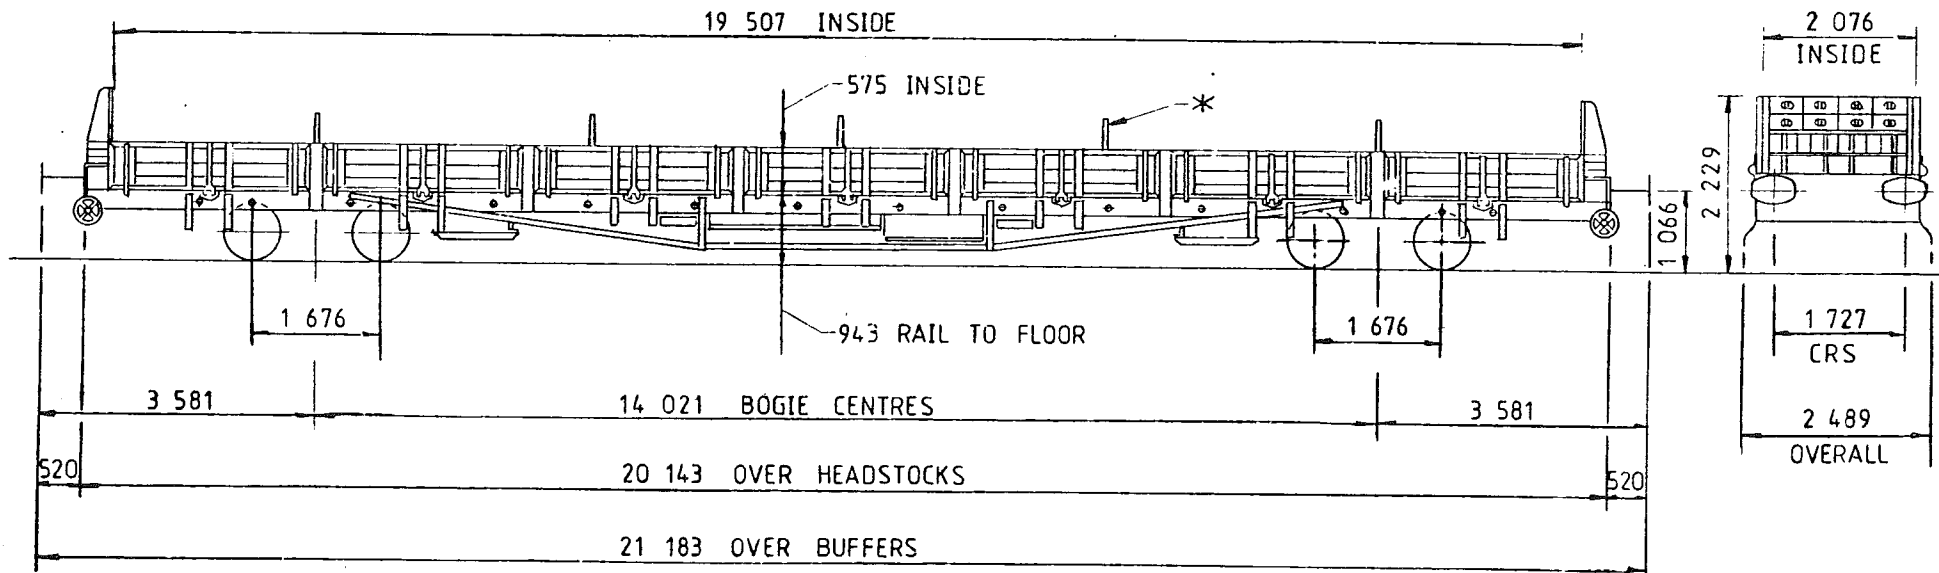 19 507 INSIDE
2 076
INSIDE
-575 INSIDE
-*
2 229
1 066
1 676
943 RAIL TO FLOOR
1 676
1 727
CRS
3 581
14 021 BOGIE CENTRES
3 581
2 489
OVERALL
520
20 143 OVER HEADSTOCKS
520
21 183 OVER BUFFERS